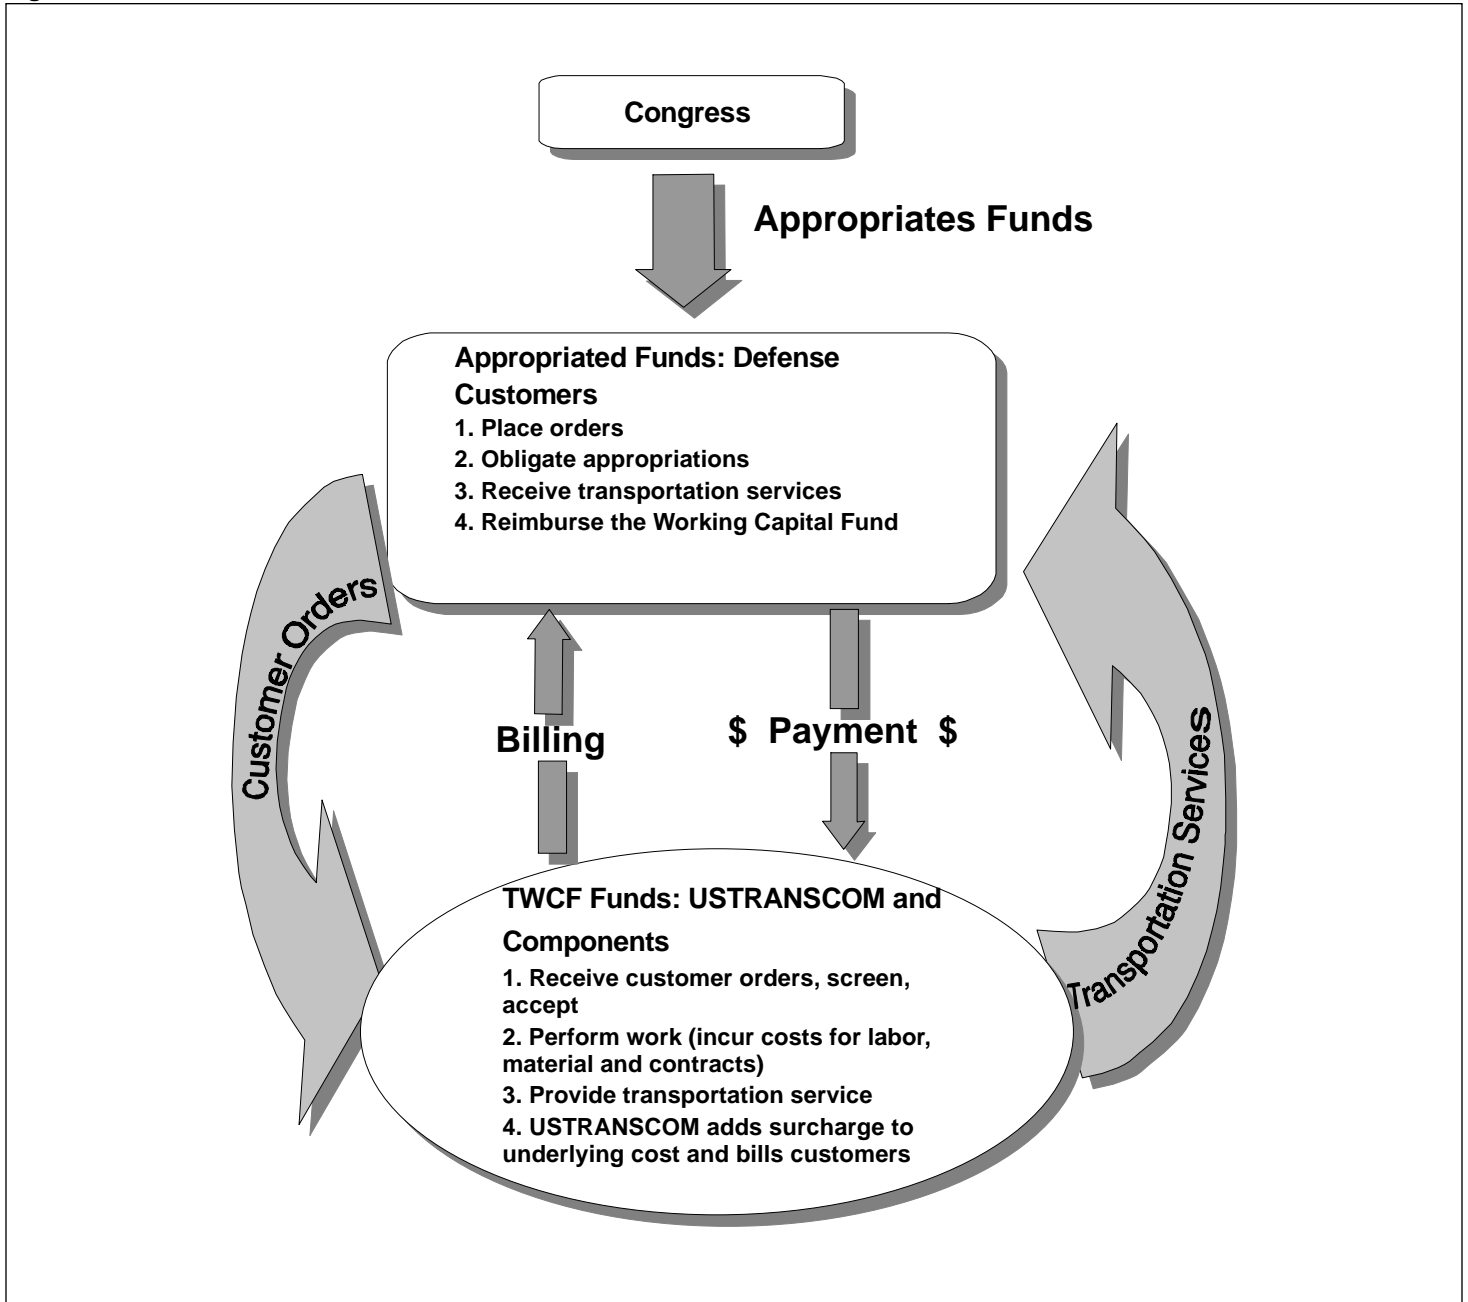 Congress
Appropriates Funds
Appropriated Funds: Defense
Customers
1. Place orders
2. Obligate appropriations
3. Receive transportation services
4. Reimburse the Working Capital Fund
Customer Orders
Billing
$ Payment $
Transportation Services
TWCF Funds: USTRANSCOM and
Components
1. Receive customer orders, screen,
accept
2. Perform work (incur costs for labor,
material and contracts)
3. Provide transportation service
4. USTRANSCOM adds surcharge to
underlying cost and bills customers